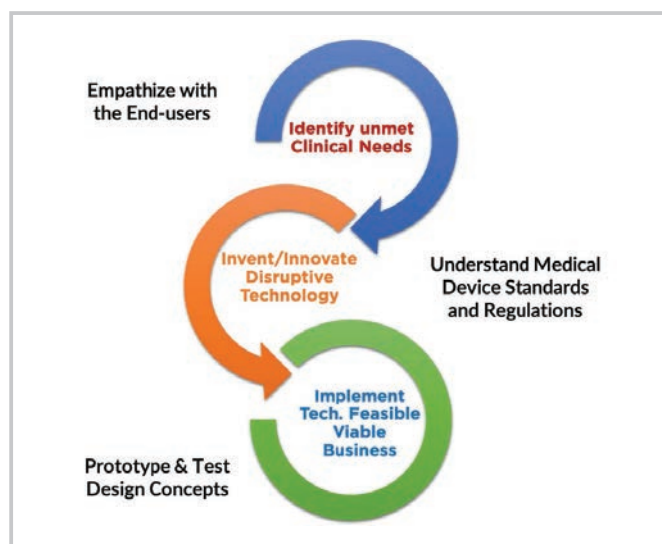 Empathize with
the End-users
Identify unmet
Clinical Needs
Invent/Innovate
Disruptive
Technology
Understand Medical
Device Standards
and Regulations
Implement
Tech. Feasible
Viable
Business
Prototype & Test
Design Concepts